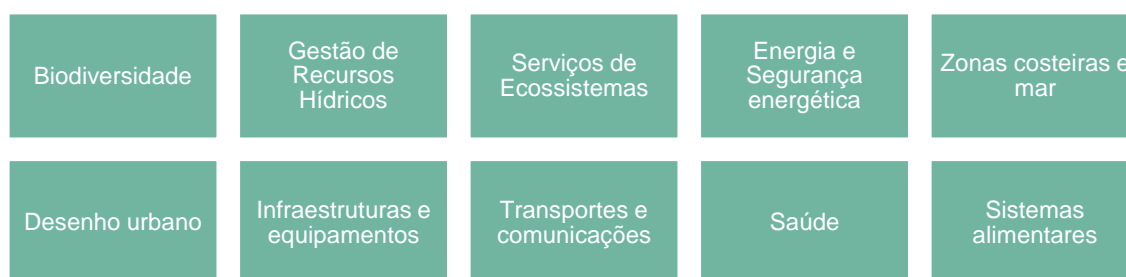 Biodiversidade
Gestão de
Recursos
Hídricos
Serviços de
Ecossistemas
Energia e
Segurança
energética
Zonas costeiras e
mar
Desenho urbano
Infraestruturas e
equipamentos
Transportes e
comunicações
Saúde
Sistemas
alimentares